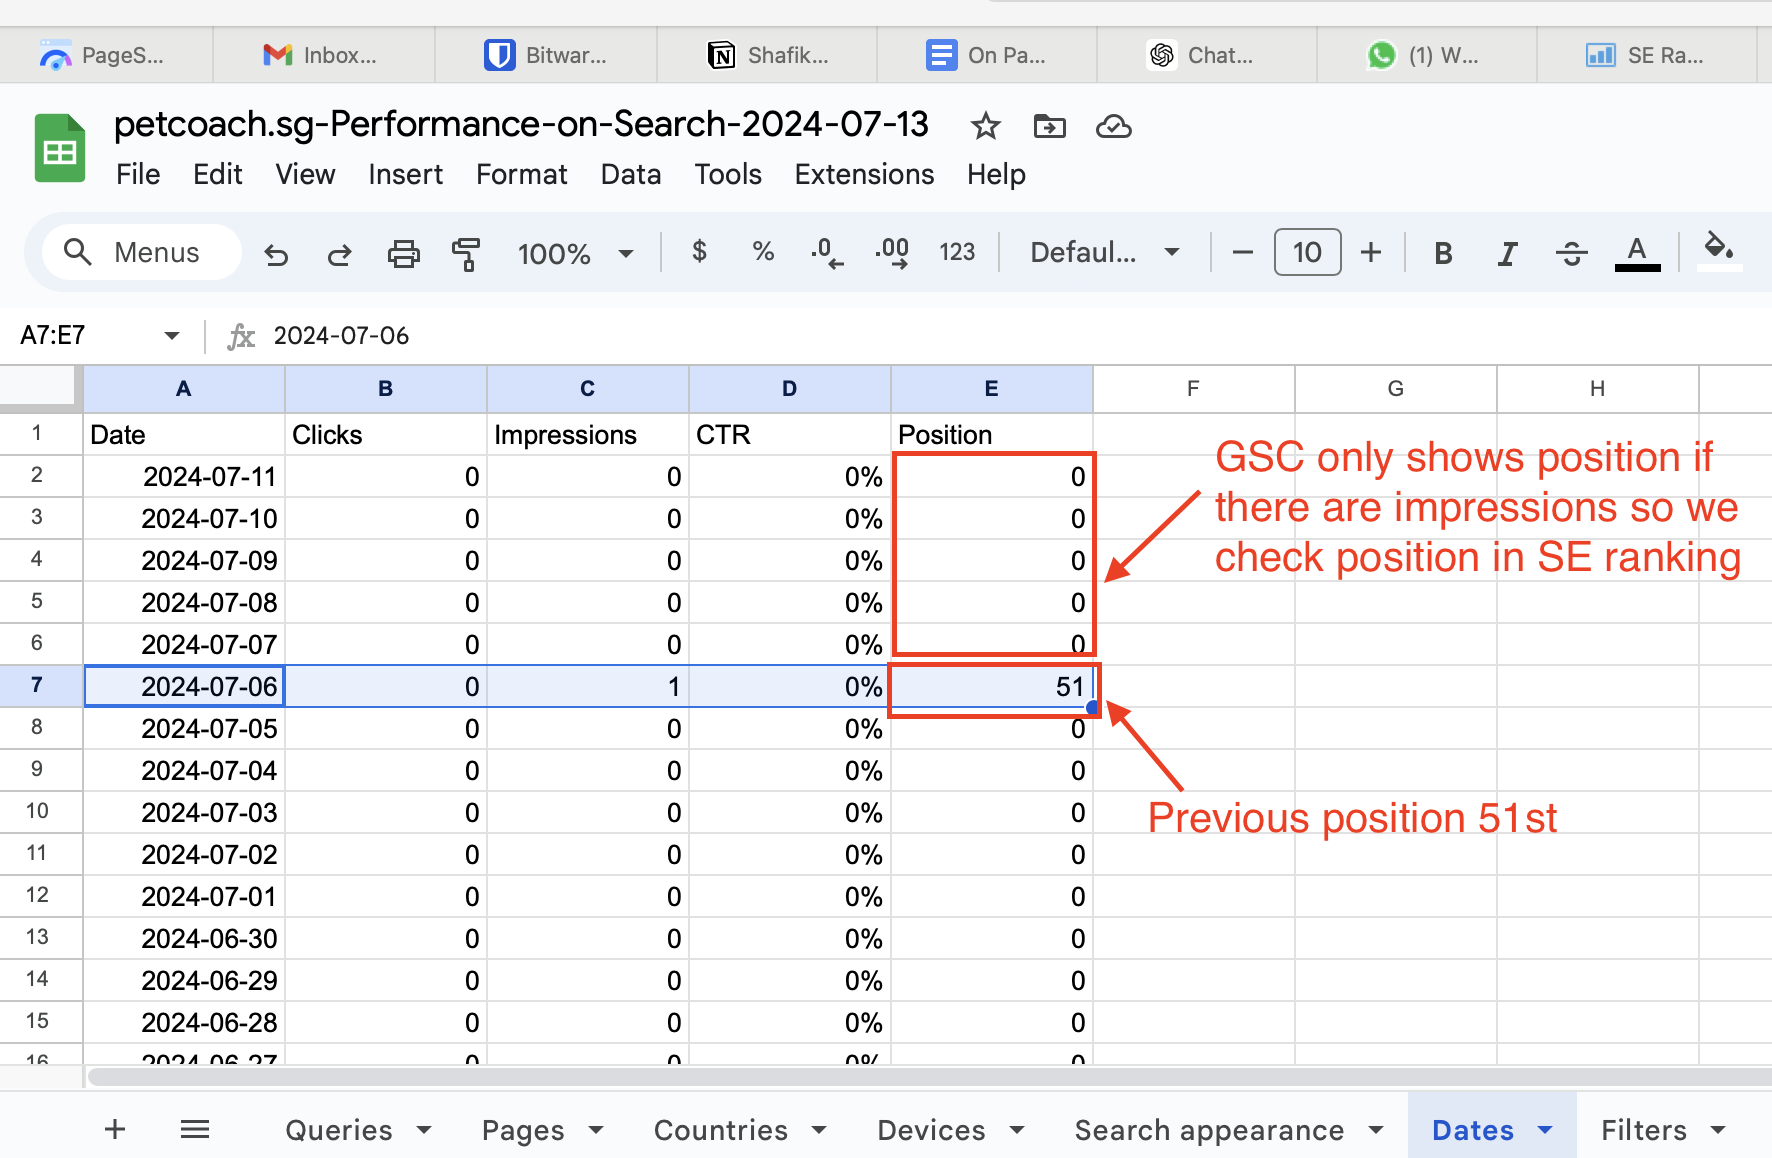 PageS...
Inbox...
Bitwar...
Shafik...
On Pa...
Chat...
(1) W...
SE Ra...
petcoach.sg-Performance-on-Search-2024-07-13
File Edit View Insert Format Data Tools Extensions Help
Menus 100% $ % .0 .00 123 Defaul... 10 B I S A
A7:E7 fx 2024-07-06
A B C D E F G H
1 Date Clicks Impressions CTR Position
2 2024-07-11 0 0 0% 0
3 2024-07-10 0 0 0% 0
4 2024-07-09 0 0 0% 0
5 2024-07-08 0 0 0% 0
6 2024-07-07 0 0 0% 0
7 2024-07-06 0 1 0% 51
8 2024-07-05 0 0 0% 0
9 2024-07-04 0 0 0% 0
10 2024-07-03 0 0 0% 0
11 2024-07-02 0 0 0% 0
12 2024-07-01 0 0 0% 0
13 2024-06-30 0 0 0% 0
14 2024-06-29 0 0 0% 0
15 2024-06-28 0 0 0% 0
16 2024-06-27 0 0 0% 0
GSC only shows position if
there are impressions so we
check position in SE ranking
Previous position 51st
Queries Pages Countries Devices Search appearance Dates Filters